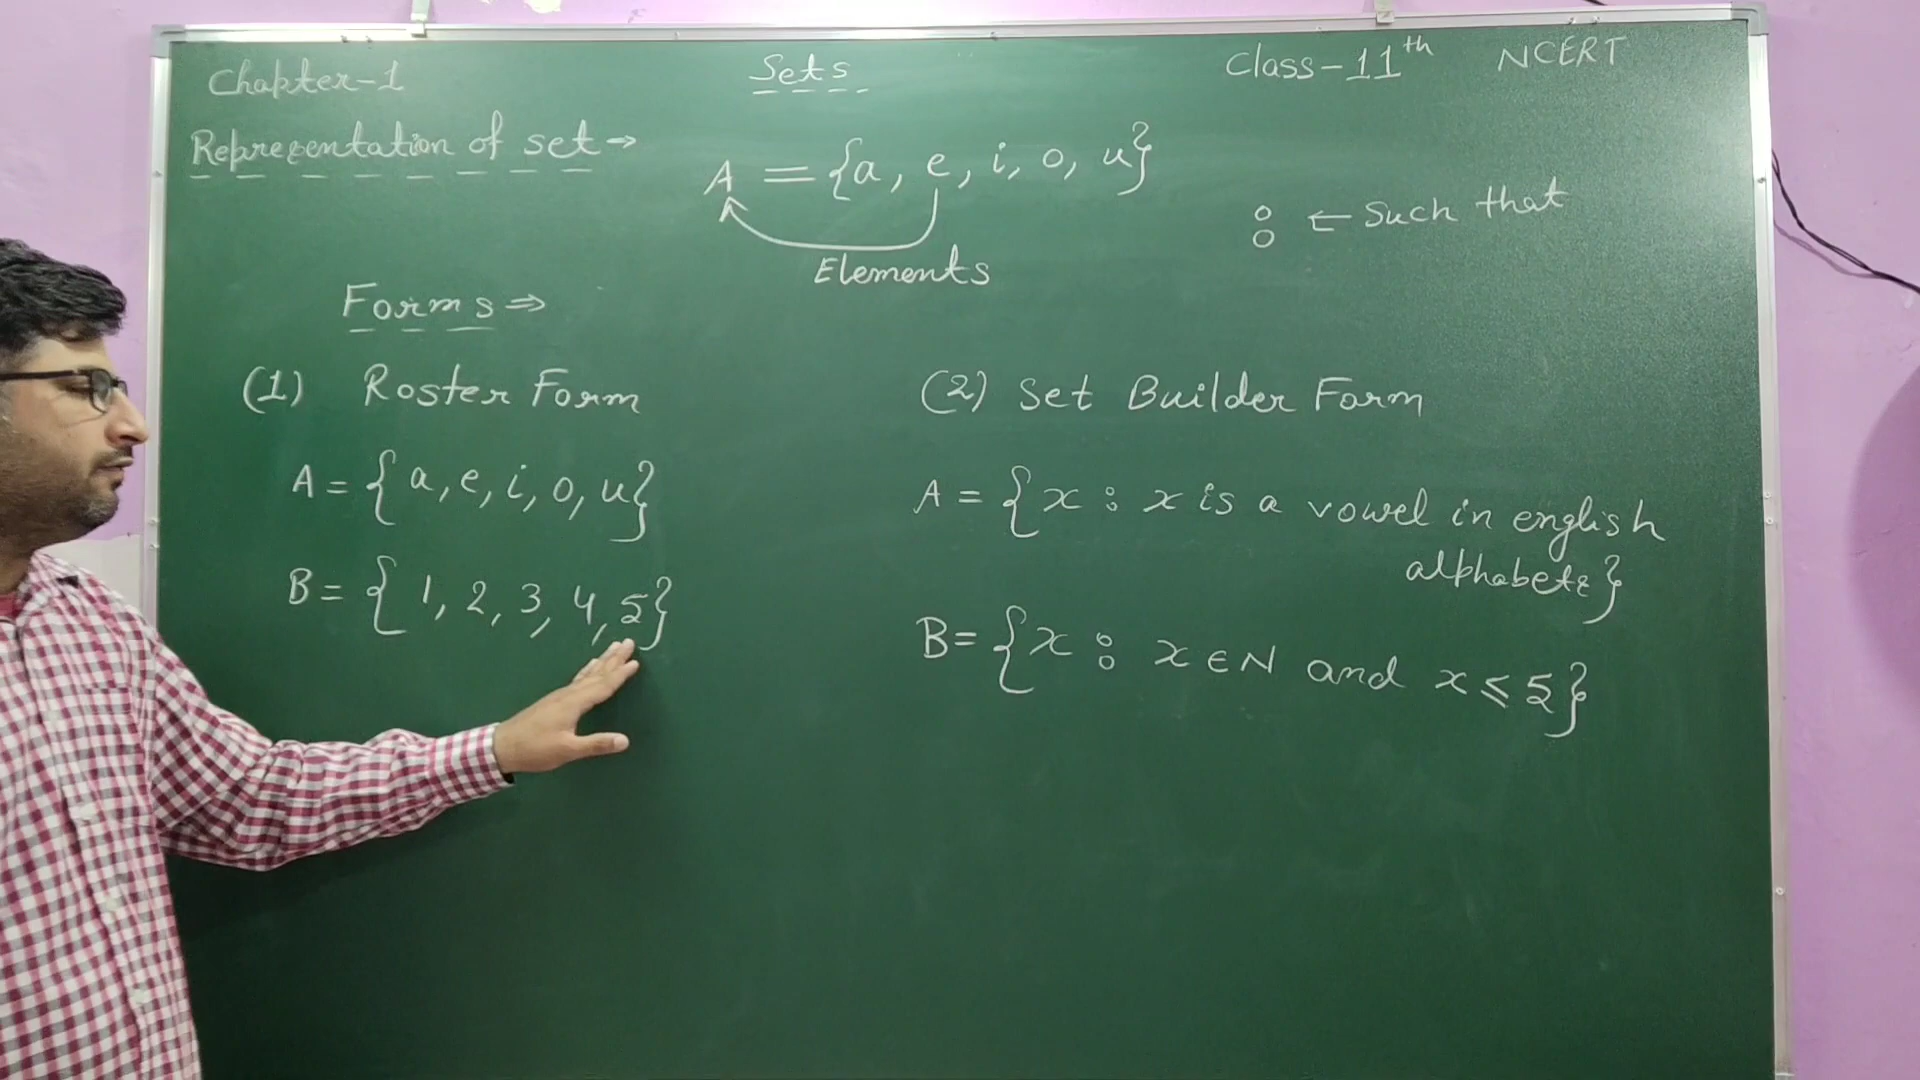 Chapter-1
Sets
Class-11th NCERT
Representation of set→
A = {a, e, i, o, u}
Elements
: ← Such that
Forms ⇒
(1) Roster Form
A = {a, e, i, o, u}
B = {1, 2, 3, 4, 5}
(2) Set Builder Form
A = {x : x is a vowel in english
alphabets}
B = {x : x ∈ N and x ≤ 5}